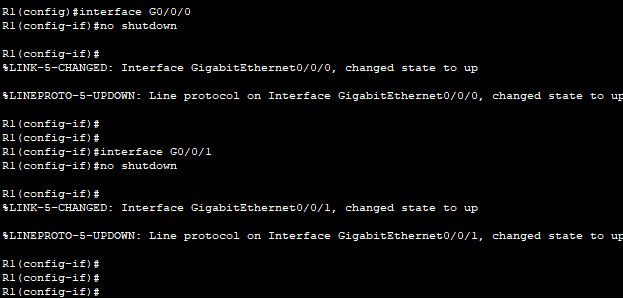 R1(config)#interface G0/0/0
R1(config-if)#no shutdown
R1(config-if)#
%LINK-5-CHANGED: Interface GigabitEthernet0/0/0, changed state to up
%LINEPROTO-5-UPDOWN: Line protocol on Interface GigabitEthernet0/0/0, changed state to up
R1(config-if)#
R1(config-if)#
R1(config-if)#interface G0/0/1
R1(config-if)#no shutdown
R1(config-if)#
%LINK-5-CHANGED: Interface GigabitEthernet0/0/1, changed state to up
%LINEPROTO-5-UPDOWN: Line protocol on Interface GigabitEthernet0/0/1, changed state to up
R1(config-if)#
R1(config-if)#
R1(config-if)#